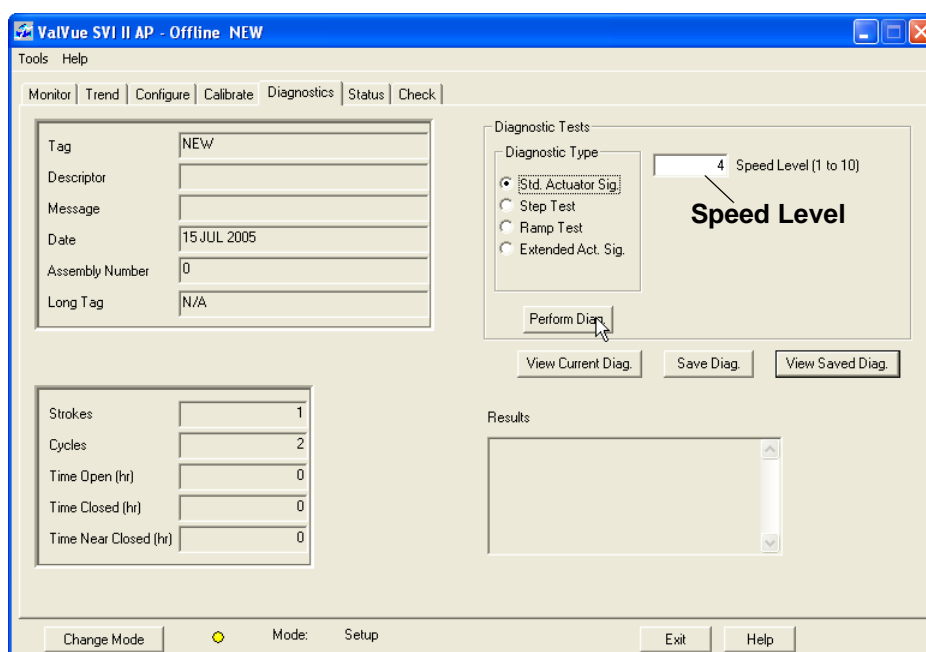 ValVue SVI II AP - Offline NEW
Tools Help
Monitor Trend Configure Calibrate Diagnostics Status Check
Tag NEW
Descriptor
Message
Date 15 JUL 2005
Assembly Number 0
Long Tag N/A
Diagnostic Tests
Diagnostic Type
Std. Actuator Sig.
Step Test
Ramp Test
Extended Act. Sig.
4 Speed Level (1 to 10)
Speed Level
Perform Diag.
View Current Diag. Save Diag. View Saved Diag.
Strokes 1
Cycles 2
Time Open (hr) 0
Time Closed (hr) 0
Time Near Closed (hr) 0
Results
Change Mode Mode: Setup Exit Help